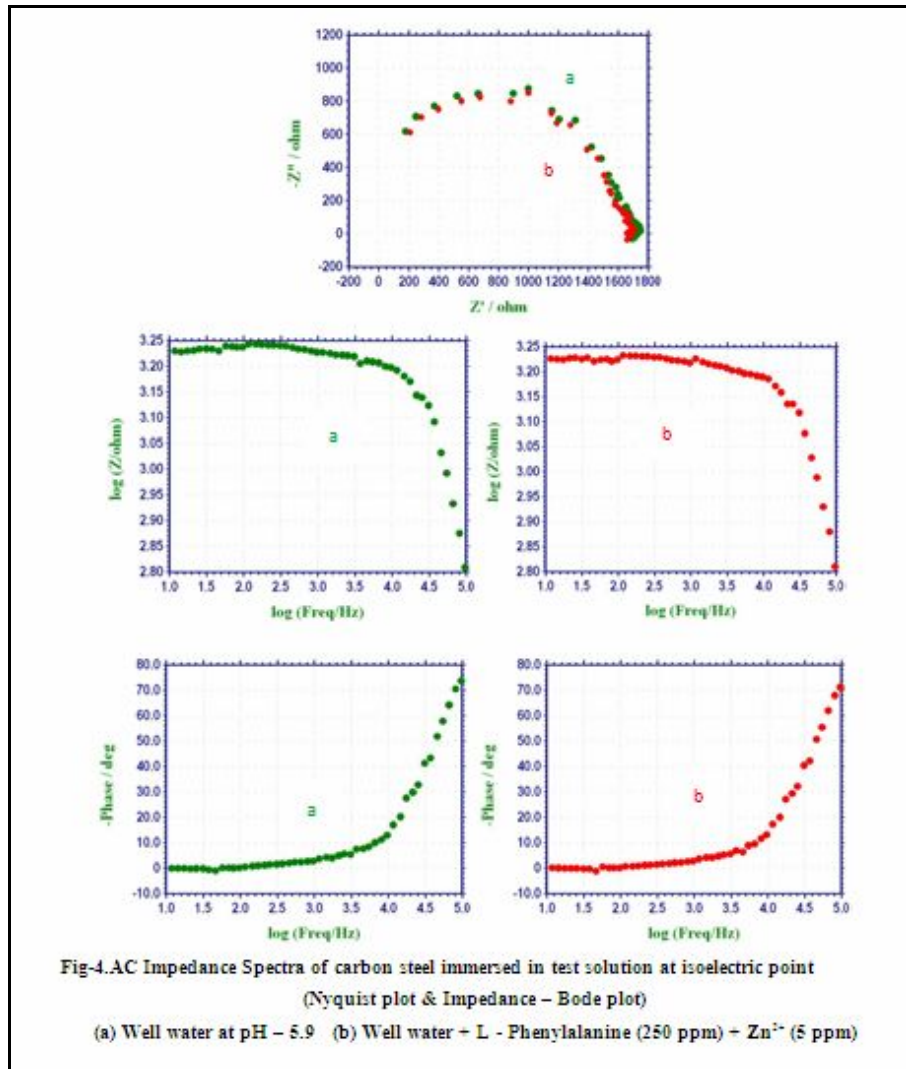 1200
1000
800
600
400
200
0
-200
-Z" / ohm
a
b
-200 0 200 400 600 800 1000 1200 1400 1600 1800
Z' / ohm
3.25
3.20
3.15
3.10
3.05
3.00
2.95
2.90
2.85
2.80
log (Z/ohm)
a
1.0 1.5 2.0 2.5 3.0 3.5 4.0 4.5 5.0
log (Freq/Hz)
3.25
3.20
3.15
3.10
3.05
3.00
2.95
2.90
2.85
2.80
log (Z/ohm)
b
1.0 1.5 2.0 2.5 3.0 3.5 4.0 4.5 5.0
log (Freq/Hz)
80.0
70.0
60.0
50.0
40.0
30.0
20.0
10.0
0
-10.0
-Phase / deg
a
1.0 1.5 2.0 2.5 3.0 3.5 4.0 4.5 5.0
log (Freq/Hz)
80.0
70.0
60.0
50.0
40.0
30.0
20.0
10.0
0
-10.0
-Phase / deg
b
1.0 1.5 2.0 2.5 3.0 3.5 4.0 4.5 5.0
log (Freq/Hz)
Fig-4.AC Impedance Spectra of carbon steel immersed in test solution at isoelectric point
(Nyquist plot & Impedance – Bode plot)
(a) Well water at pH – 5.9 (b) Well water + L - Phenylalanine (250 ppm) + Zn²⁺ (5 ppm)